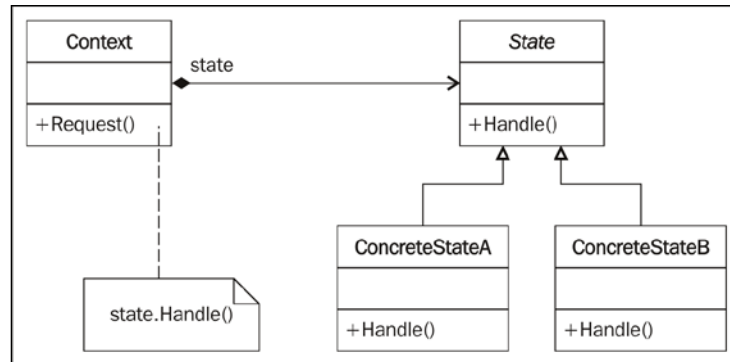 Context
State
state
+Request()
+Handle()
ConcreteStateA
ConcreteStateB
state.Handle()
+Handle()
+Handle()